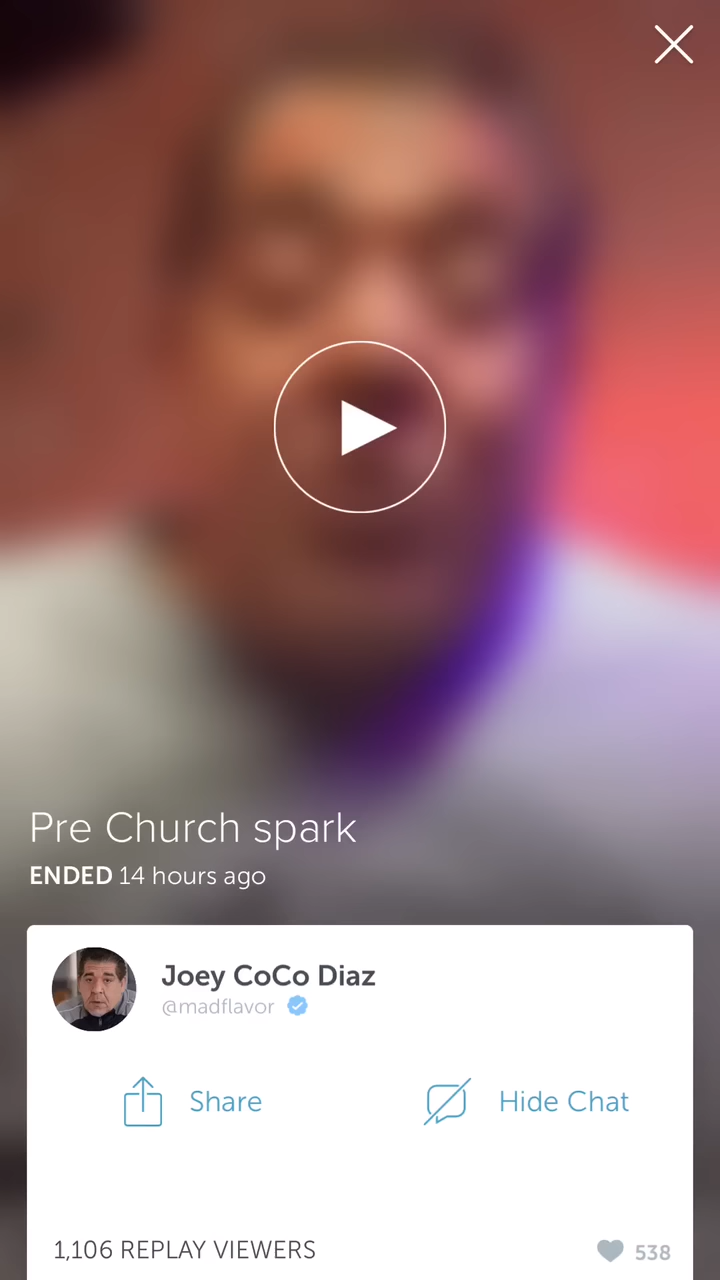 Pre Church spark
ENDED 14 hours ago
Joey CoCo Diaz
@madflavor
Share
Hide Chat
1,106 REPLAY VIEWERS
538